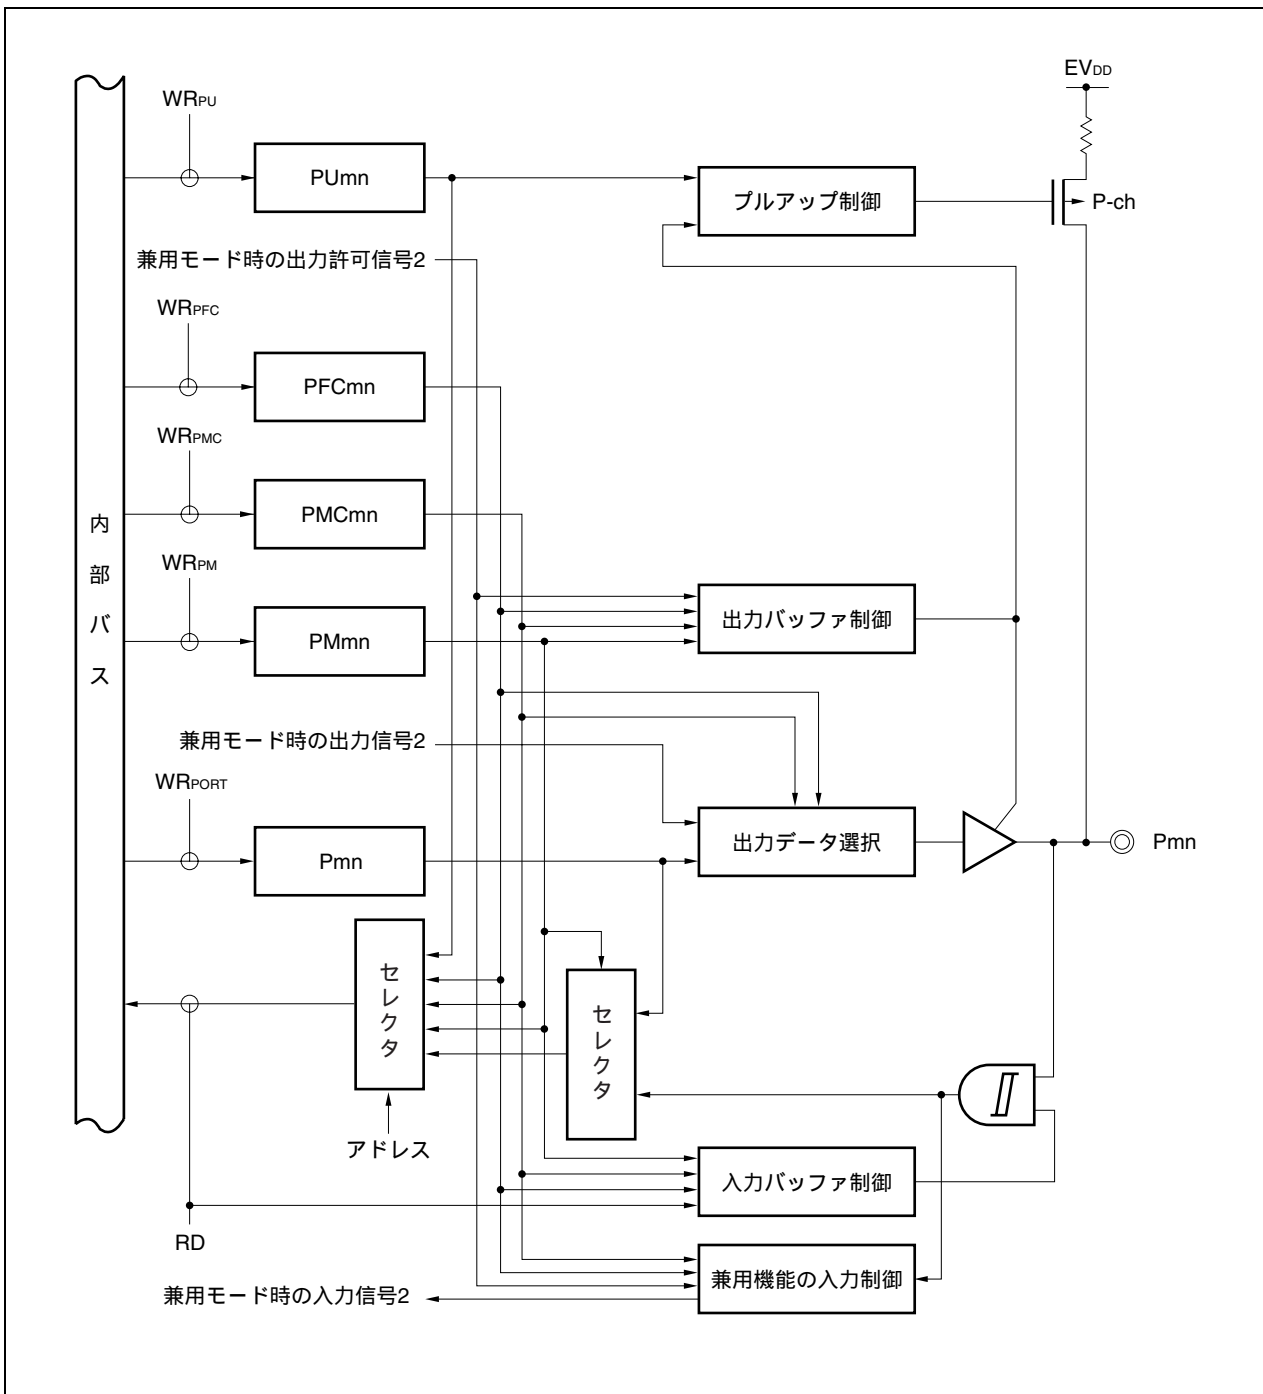 EVDD
WRPU
PUmn
プルアップ制御
P-ch
兼用モード時の出力許可信号2
WRPFC
PFCmn
WRPMC
PMCmn
内部バス
WRPM
PMmn
出力バッファ制御
兼用モード時の出力信号2
WRPORT
Pmn
出力データ選択
Pmn
セレクタ
セレクタ
アドレス
入力バッファ制御
RD
兼用機能の入力制御
兼用モード時の入力信号2